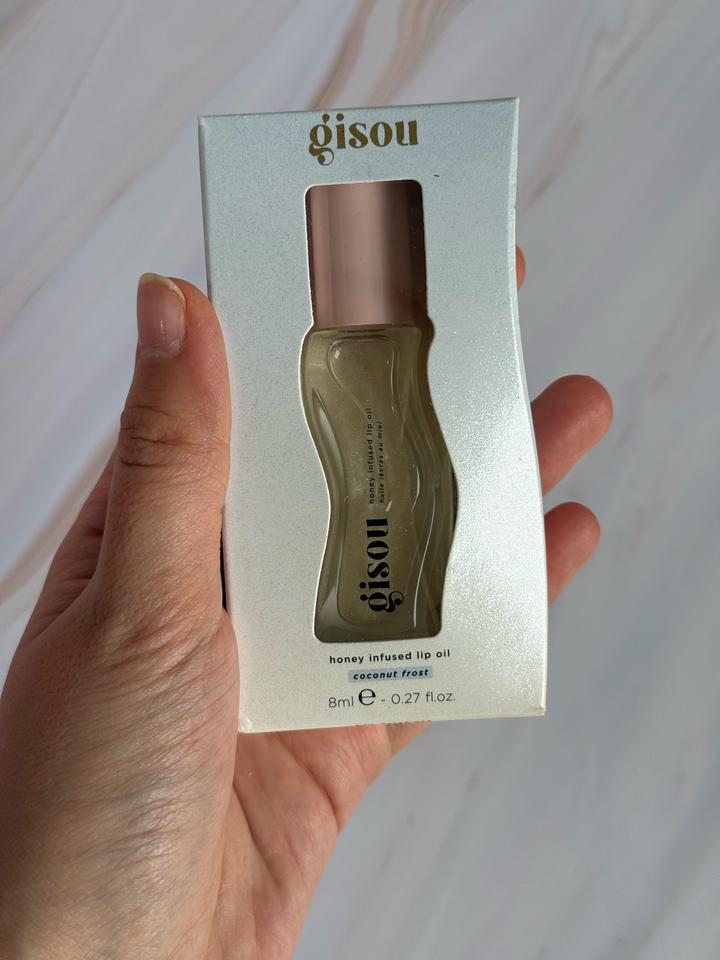 gisou
honey infused lip oil
huile lèvres au miel
gisou
honey infused lip oil
coconut frost
8ml ℮ - 0.27 fl.oz.